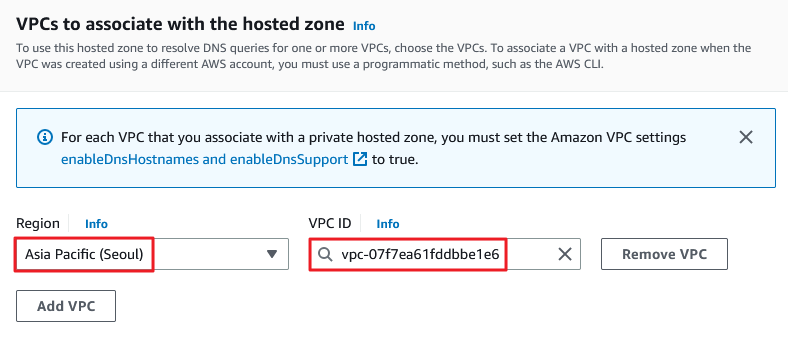 VPCs to associate with the hosted zone Info
To use this hosted zone to resolve DNS queries for one or more VPCs, choose the VPCs. To associate a VPC with a hosted zone when the
VPC was created using a different AWS account, you must use a programmatic method, such as the AWS CLI.
For each VPC that you associate with a private hosted zone, you must set the Amazon VPC settings
enableDnsHostnames and enableDnsSupport to true.
Region Info VPC ID Info
Asia Pacific (Seoul) vpc-07f7ea61fddbbe1e6 Remove VPC
Add VPC